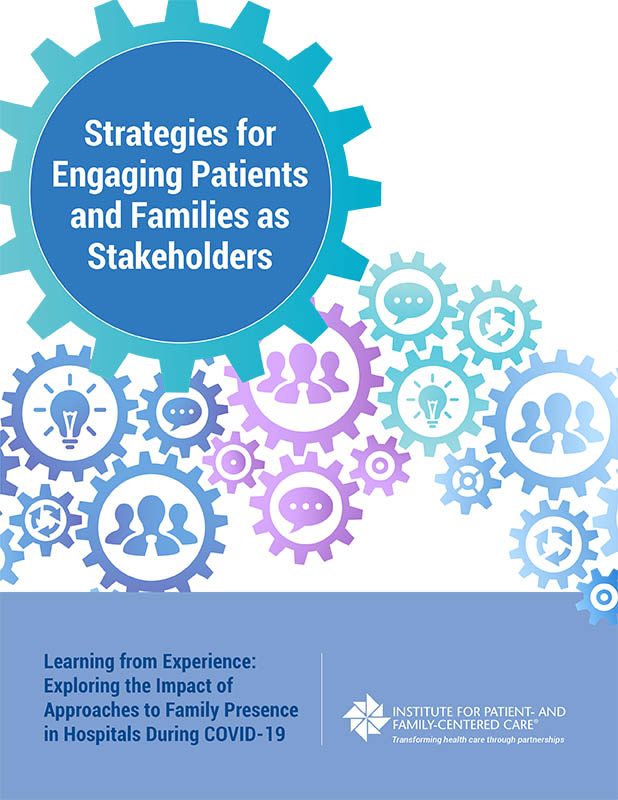 Strategies for
Engaging Patients
and Families as
Stakeholders
Learning from Experience:
Exploring the Impact of
Approaches to Family Presence
in Hospitals During COVID-19
INSTITUTE FOR PATIENT- AND
FAMILY-CENTERED CARE®
Transforming health care through partnerships